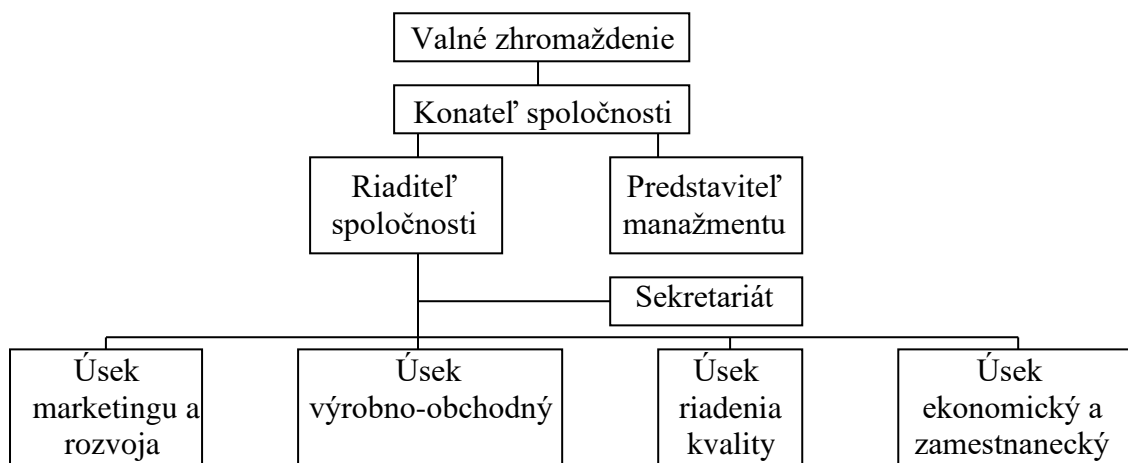 Valné zhromaždenie
Konateľ spoločnosti
Riaditeľ
spoločnosti
Predstaviteľ
manažmentu
Sekretariát
Úsek
marketingu a
rozvoja
Úsek
výrobno-obchodný
Úsek
riadenia
kvality
Úsek
ekonomický a
zamestnanecký